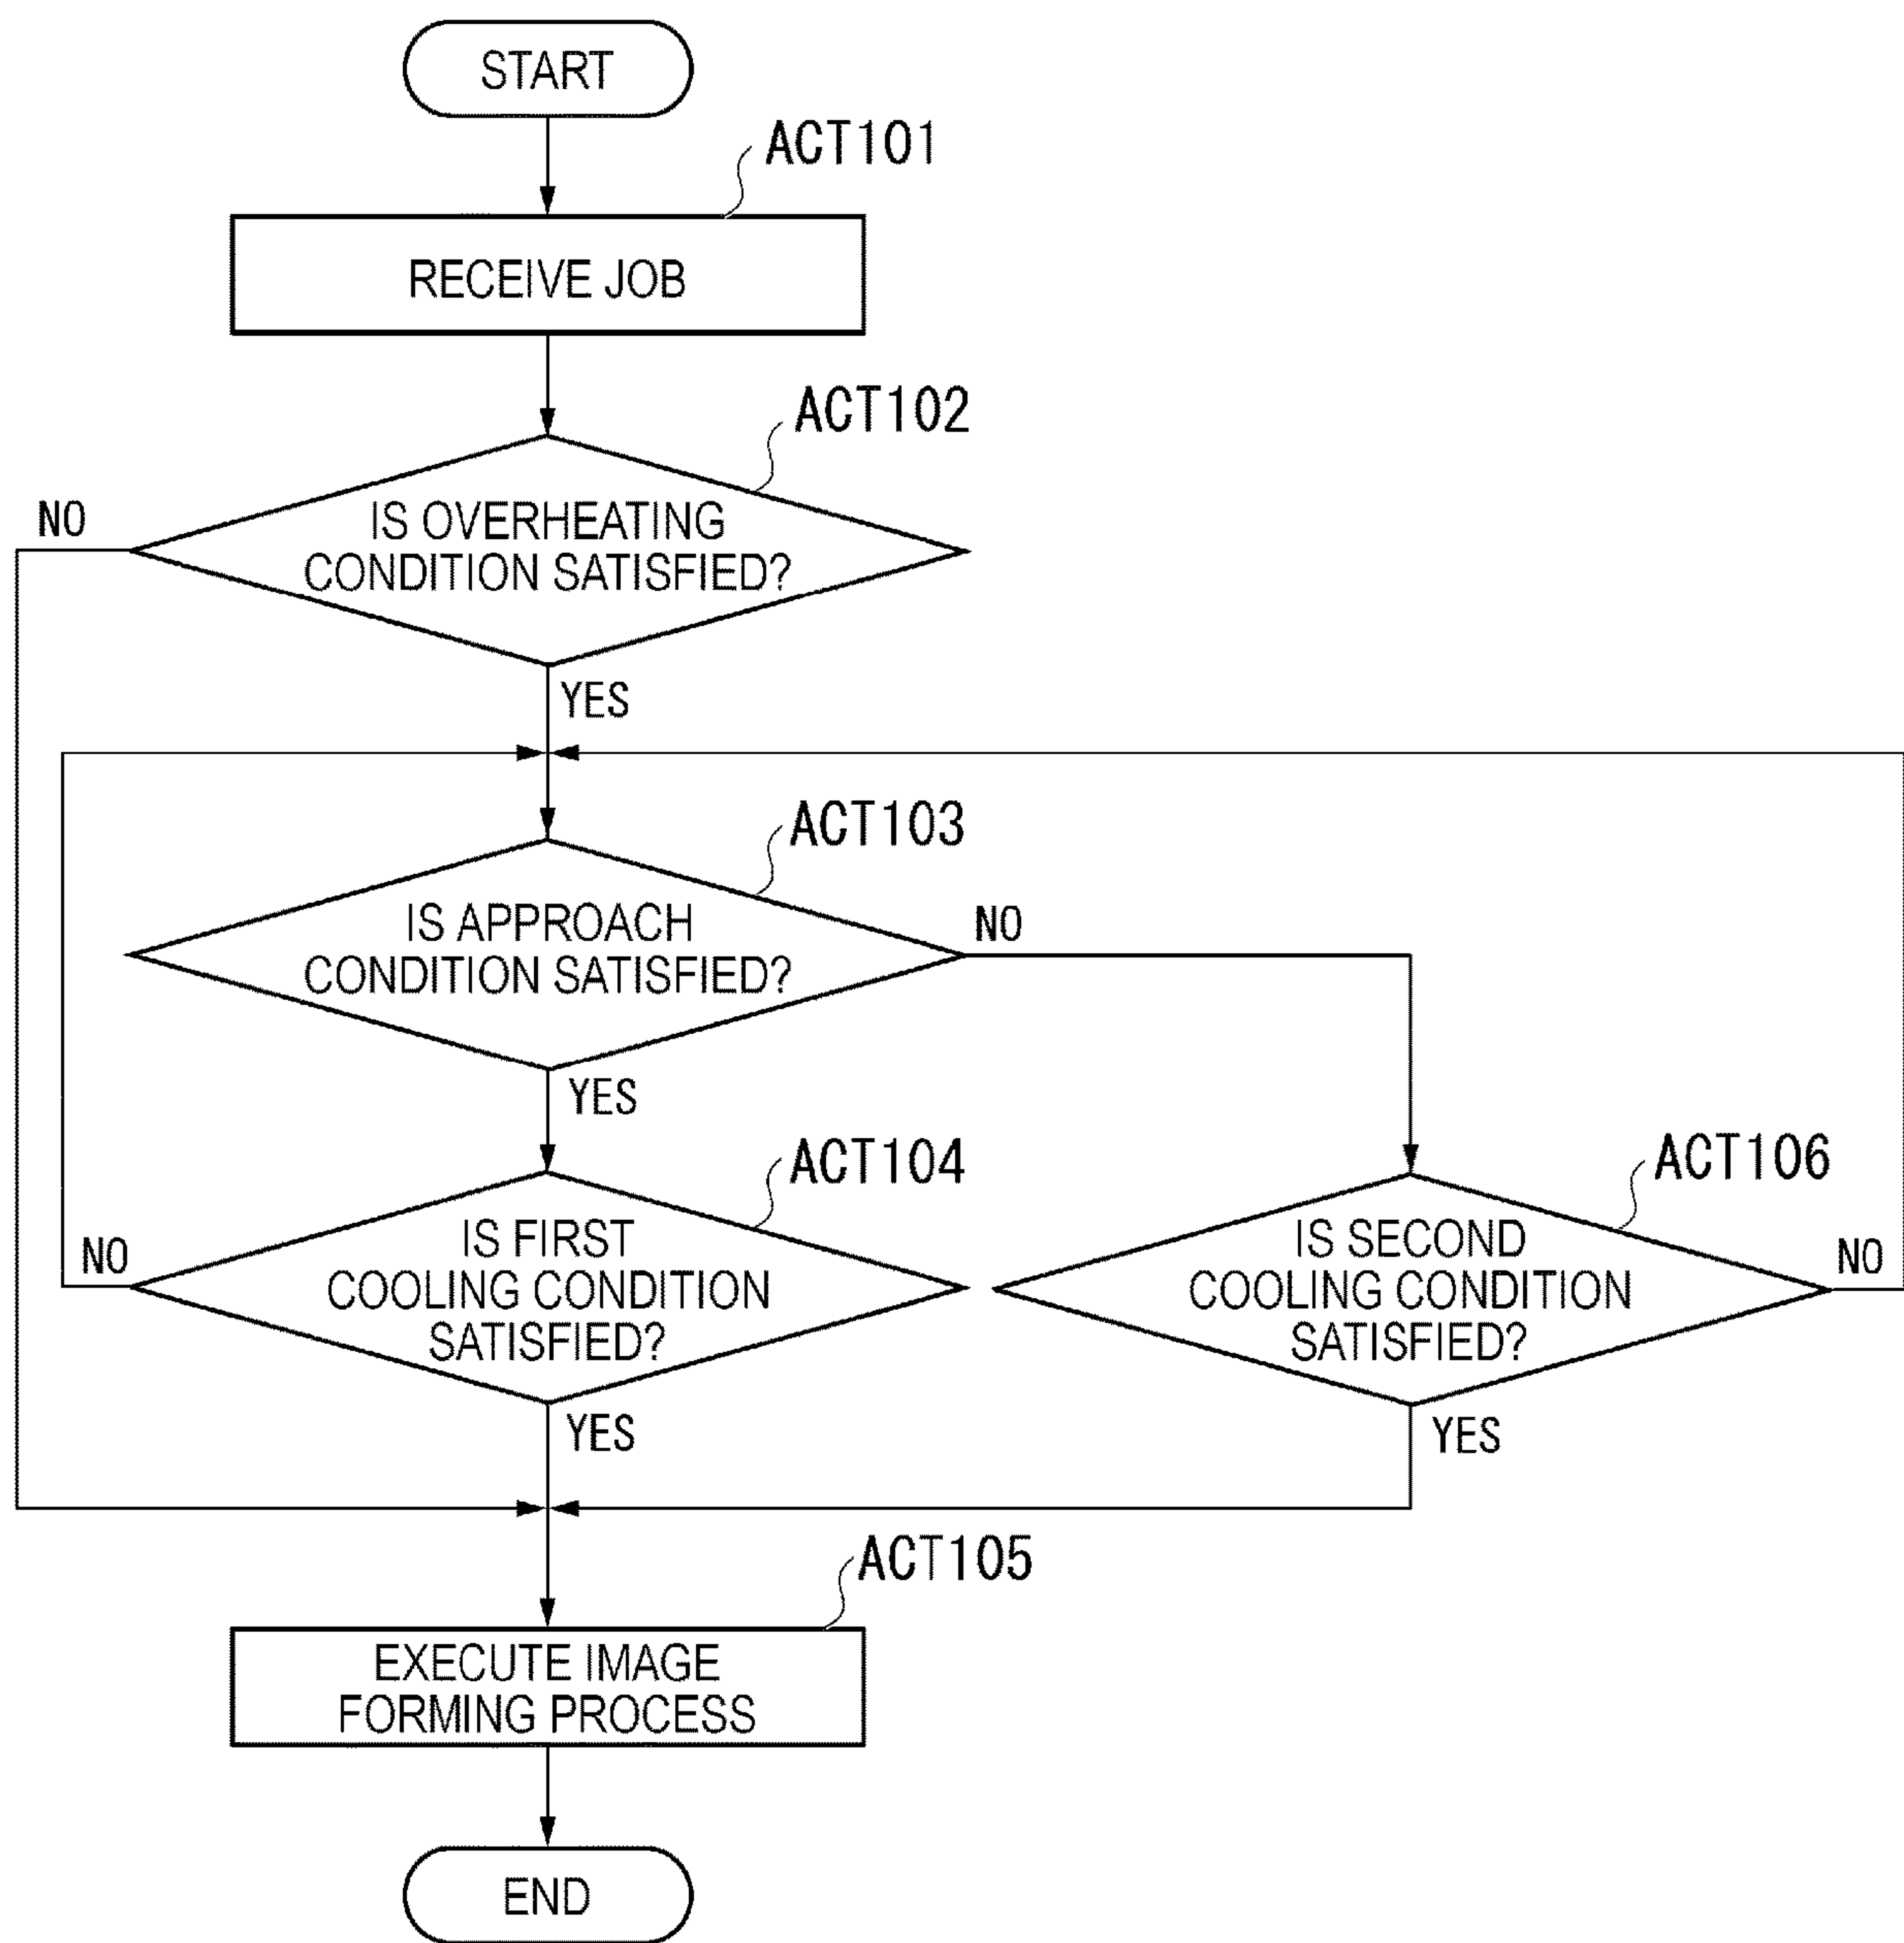 START
ACT101
RECEIVE JOB
ACT102
NO
IS OVERHEATING
CONDITION SATISFIED?
YES
ACT103
IS APPROACH
CONDITION SATISFIED?
NO
YES
ACT104
ACT106
NO
IS FIRST
COOLING CONDITION
SATISFIED?
IS SECOND
COOLING CONDITION
SATISFIED?
NO
YES
YES
ACT105
EXECUTE IMAGE
FORMING PROCESS
END